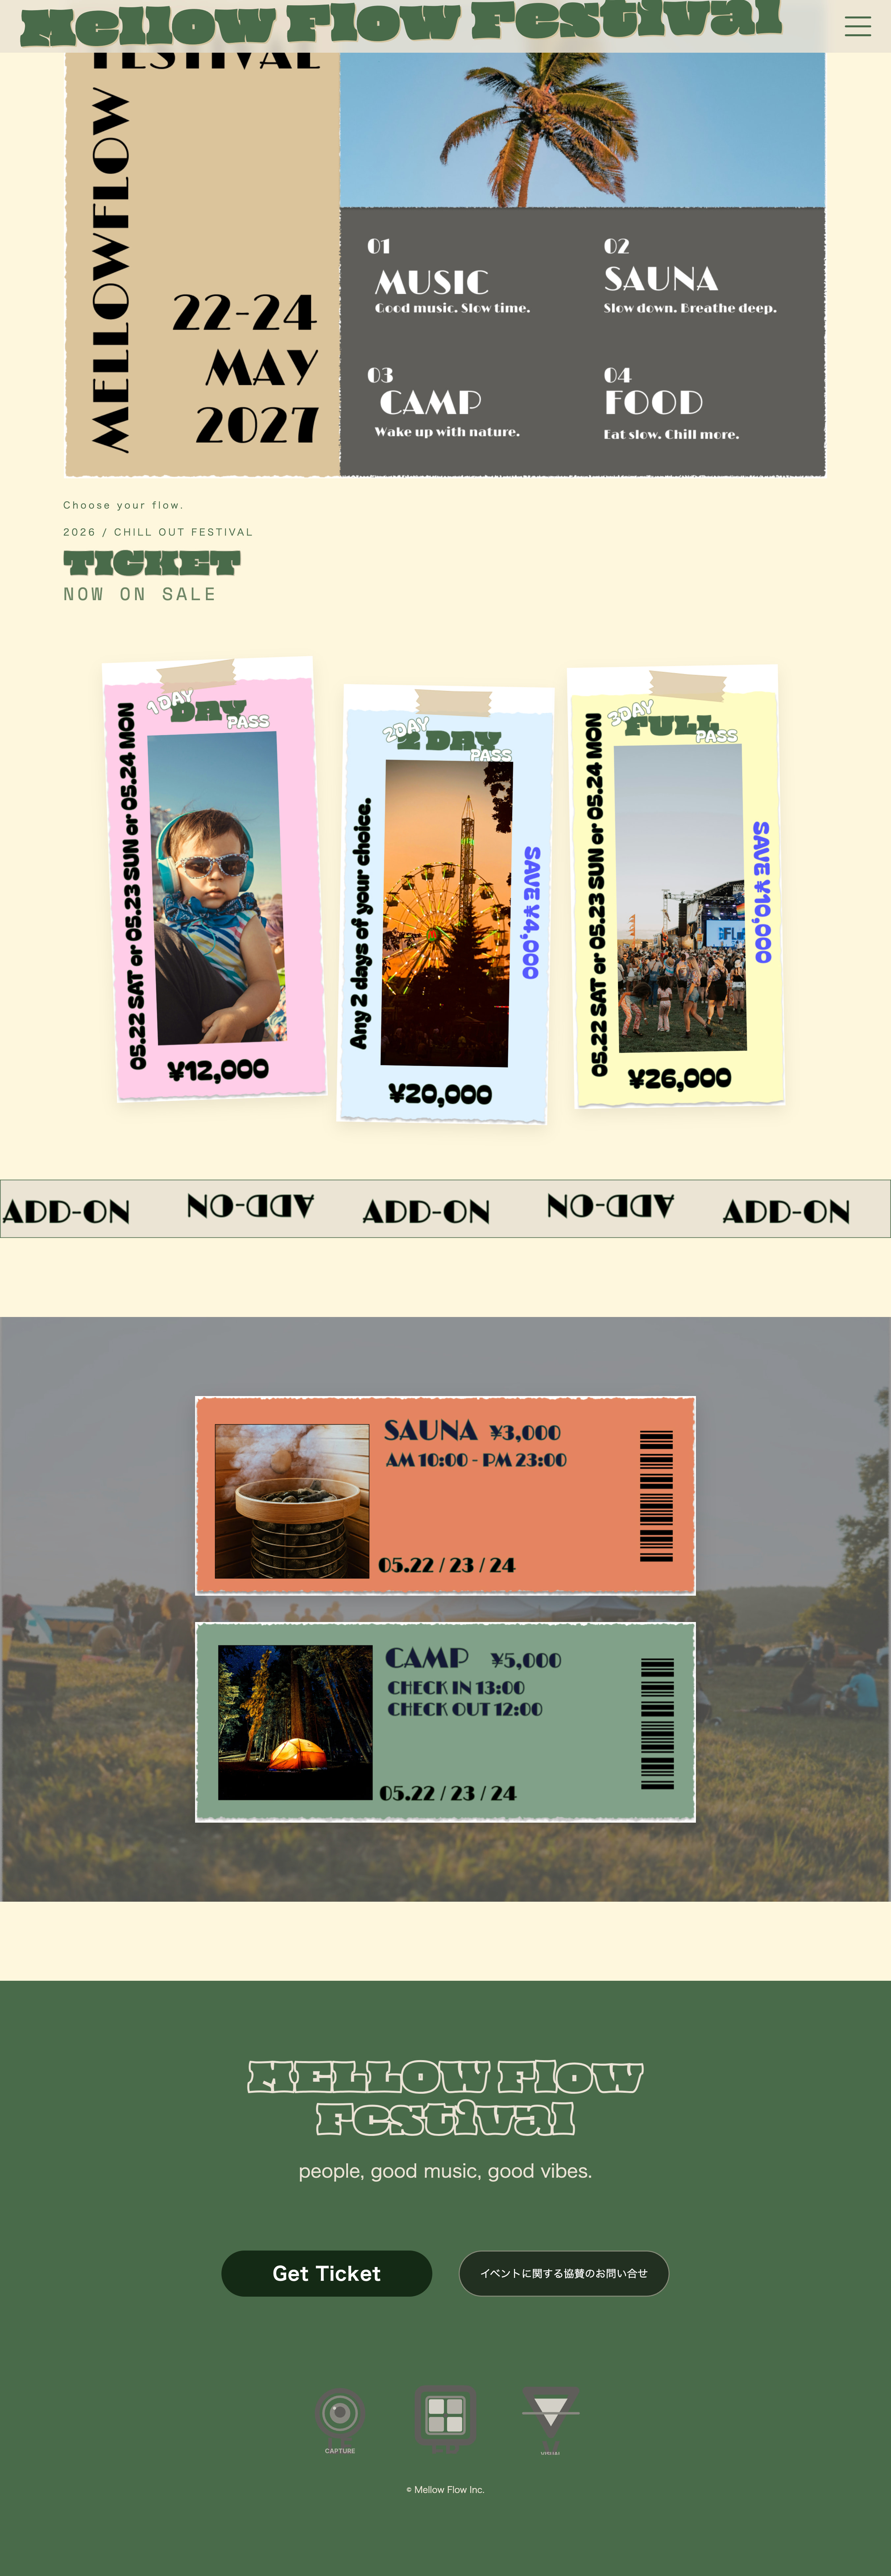 Mellow Flow Festival
FESTIVAL
MELLOWFLOW
22-24
MAY
2027
01
MUSIC
Good music. Slow time.
02
SAUNA
Slow down. Breathe deep.
03
CAMP
Wake up with nature.
04
FOOD
Eat slow. Chill more.
Choose your flow.
2026 / CHILL OUT FESTIVAL
TICKET
NOW ON SALE
1DAY
DAY
PASS
05.22 SAT or 05.23 SUN or 05.24 MON
¥12,000
2DAY
2 DAY
PASS
Any 2 days of your choice.
SAVE ¥4,000
¥20,000
3DAY
FULL
PASS
05.22 SAT or 05.23 SUN or 05.24 MON
SAVE ¥10,000
¥26,000
ADD-ON ADD-ON ADD-ON ADD-ON ADD-ON
SAUNA ¥3,000
AM 10:00 - PM 23:00
05.22 / 23 / 24
CAMP ¥5,000
CHECK IN 13:00
CHECK OUT 12:00
05.22 / 23 / 24
MELLOW Flow
Festival
people, good music, good vibes.
Get Ticket
イベントに関する協賛のお問い合せ
CAPTURE
© Mellow Flow Inc.